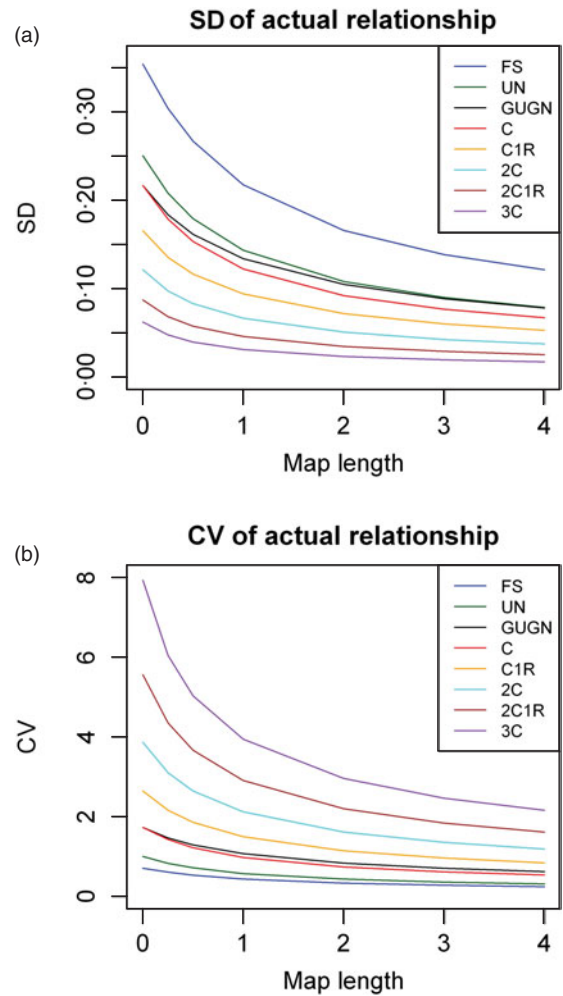 (a)
SD of actual relationship
FS
UN
GUGN
C
C1R
2C
2C1R
3C
0·30
0·20
0·10
0·00
SD
0 1 2 3 4
Map length
(b)
CV of actual relationship
FS
UN
GUGN
C
C1R
2C
2C1R
3C
8
6
4
2
0
CV
0 1 2 3 4
Map length